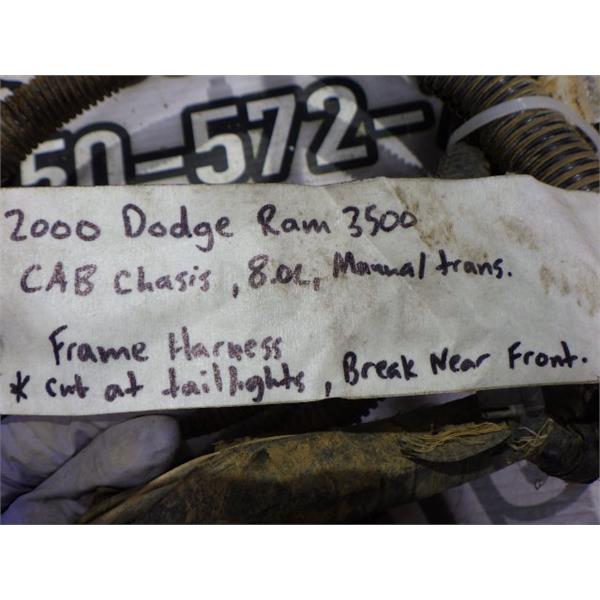 50-572-
2000 Dodge Ram 3500
CAB Chasis, 8.0L, Manual trans.
Frame Harness
* cut at taillights, Break Near Front.